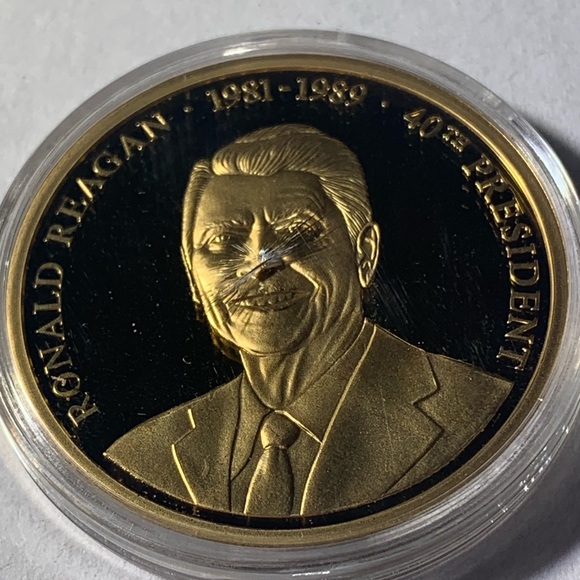 RONALD REAGAN · 1981-1989 · 40TH PRESIDENT